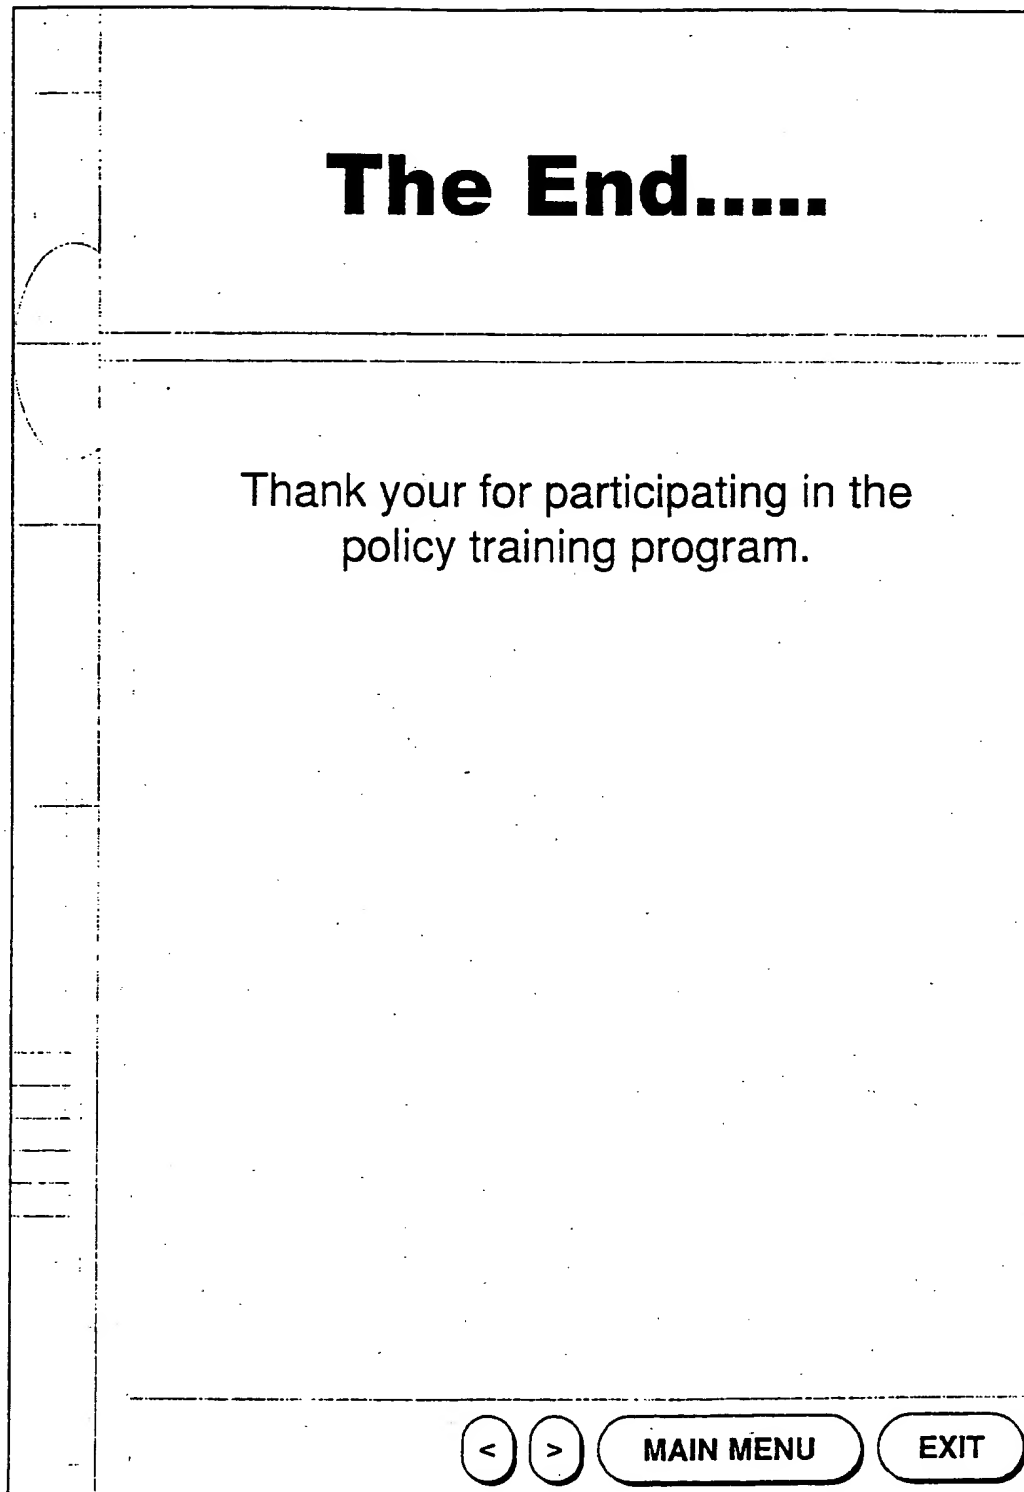 The End.....
Thank your for participating in the
policy training program.
< > MAIN MENU EXIT